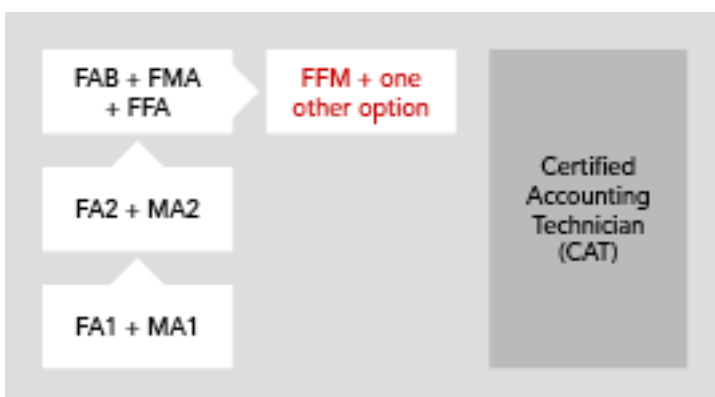 FAB + FMA
+ FFA
FFM + one
other option
Certified
Accounting
Technician
(CAT)
FA2 + MA2
FA1 + MA1